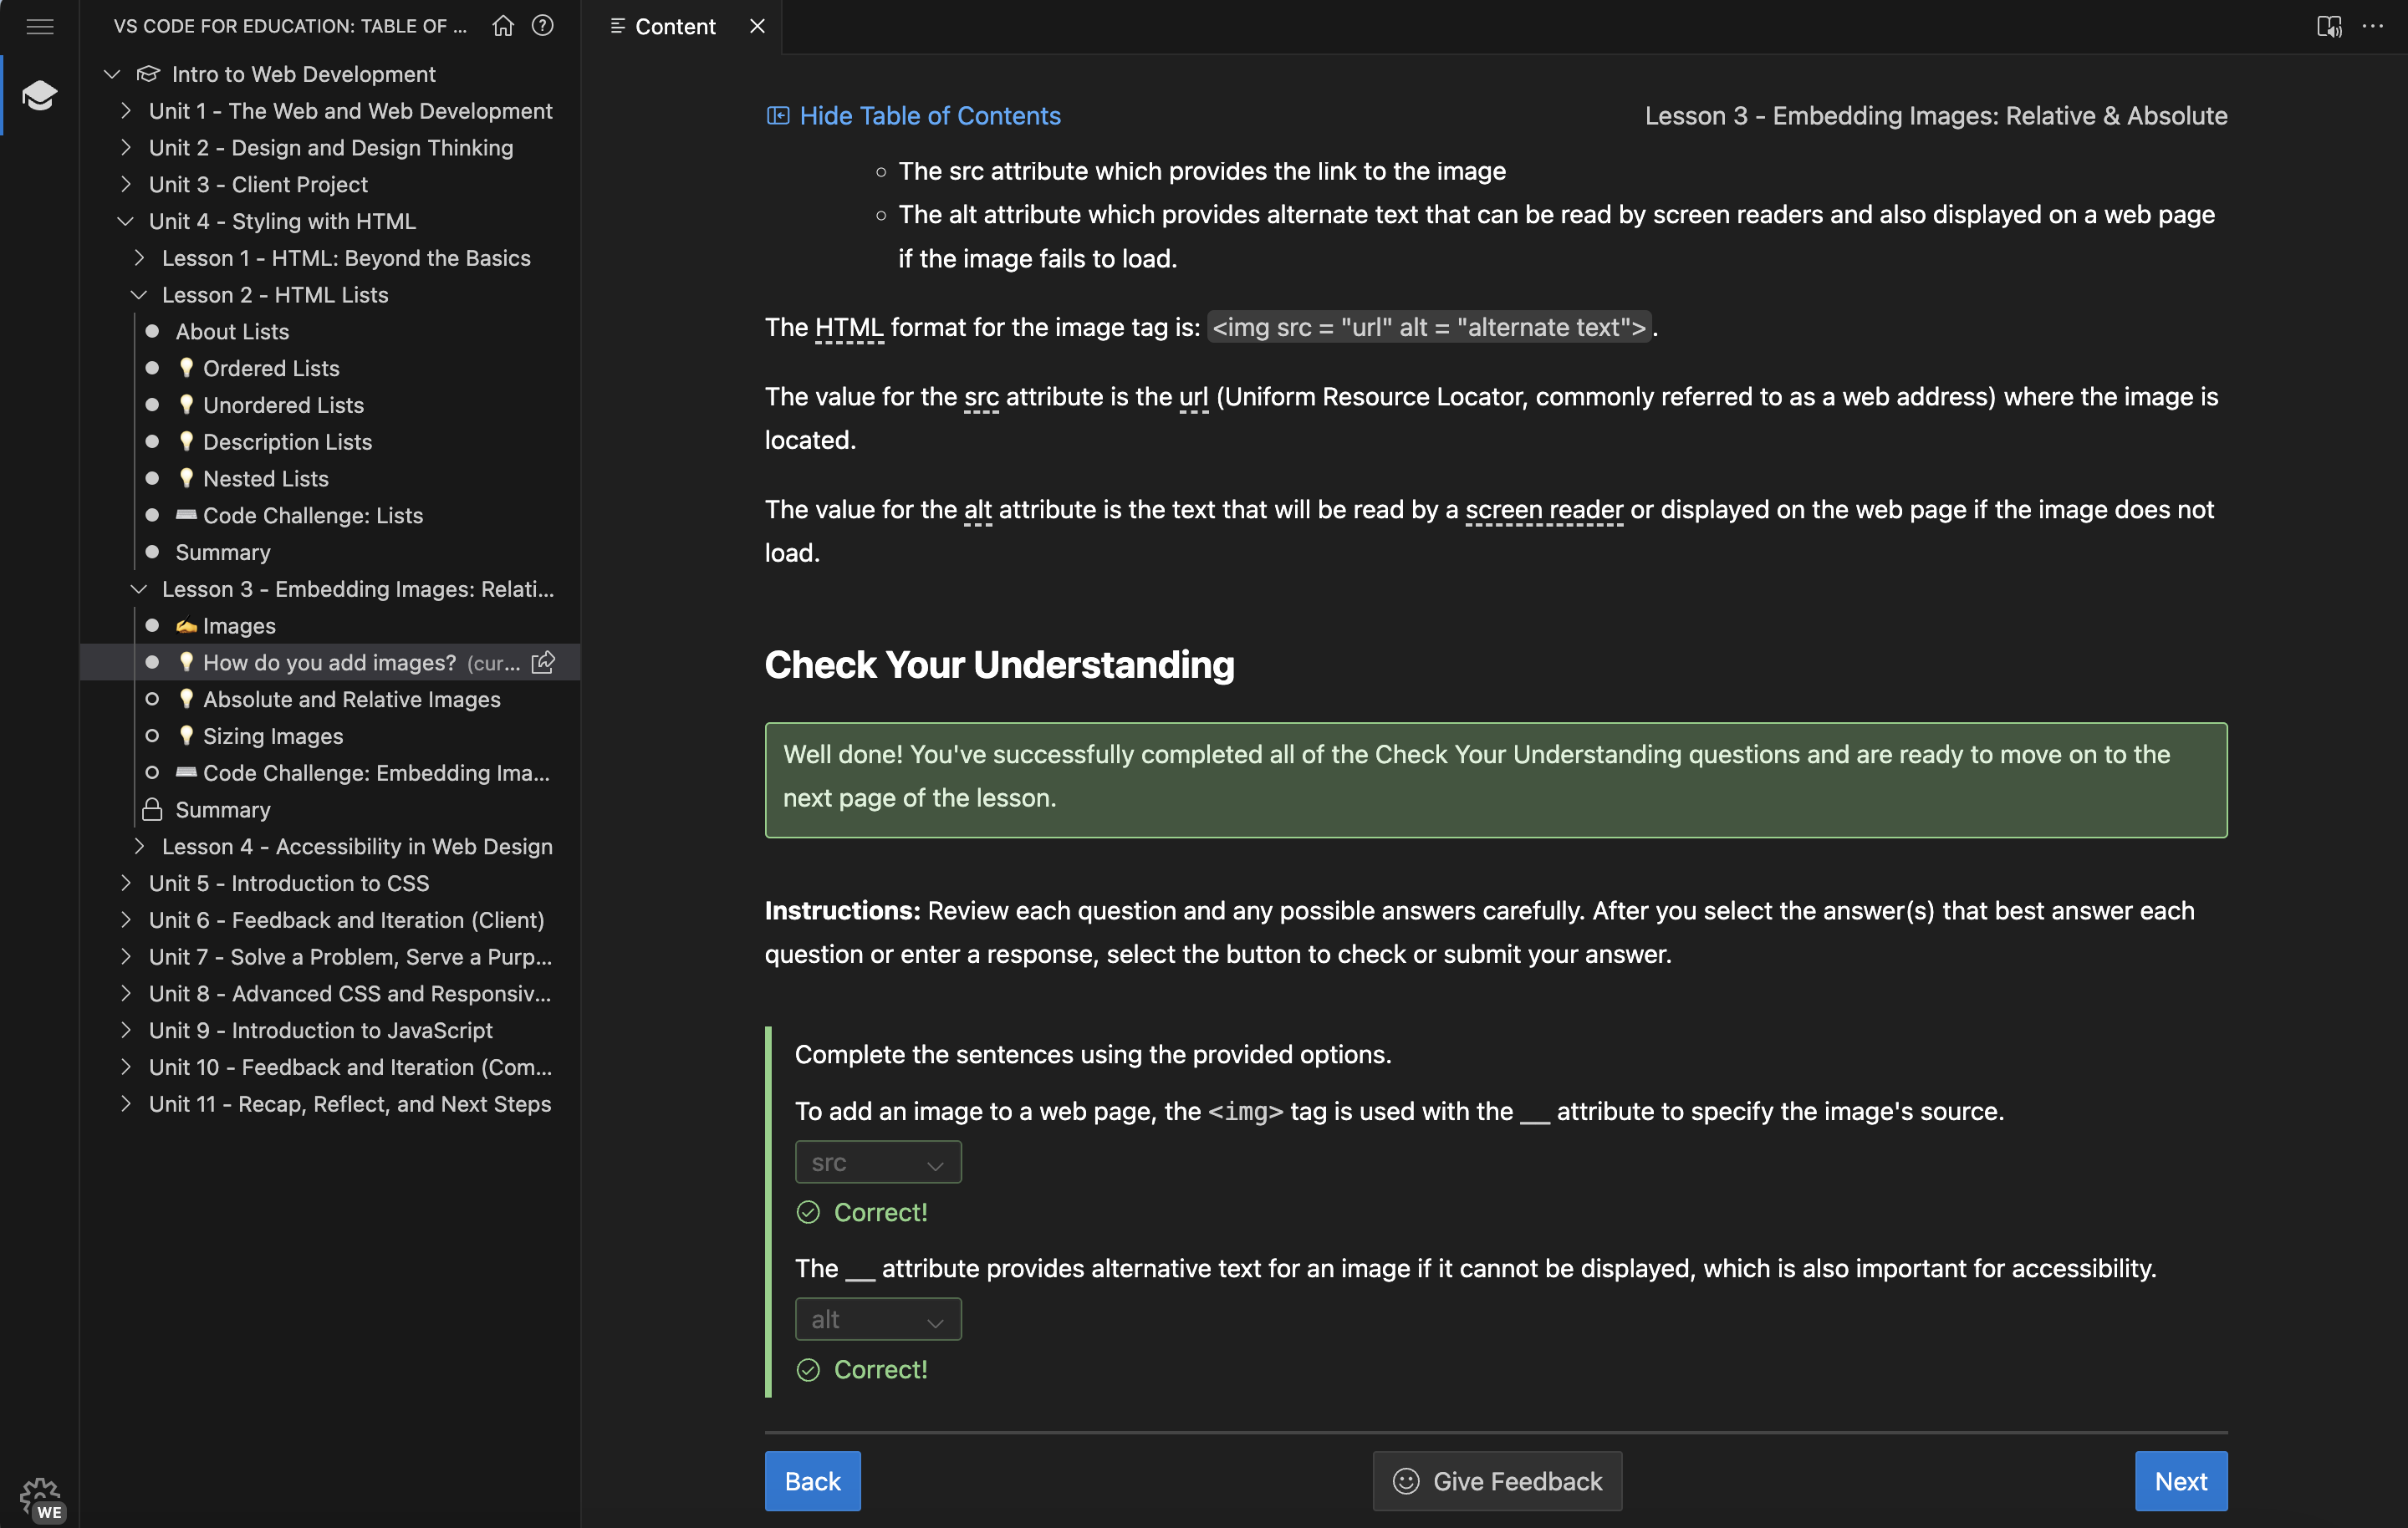 VS CODE FOR EDUCATION: TABLE OF ...
Intro to Web Development
Unit 1 - The Web and Web Development
Unit 2 - Design and Design Thinking
Unit 3 - Client Project
Unit 4 - Styling with HTML
Lesson 1 - HTML: Beyond the Basics
Lesson 2 - HTML Lists
About Lists
Ordered Lists
Unordered Lists
Description Lists
Nested Lists
Code Challenge: Lists
Summary
Lesson 3 - Embedding Images: Relati...
Images
How do you add images? (cur...
Absolute and Relative Images
Sizing Images
Code Challenge: Embedding Ima...
Summary
Lesson 4 - Accessibility in Web Design
Unit 5 - Introduction to CSS
Unit 6 - Feedback and Iteration (Client)
Unit 7 - Solve a Problem, Serve a Purp...
Unit 8 - Advanced CSS and Responsiv...
Unit 9 - Introduction to JavaScript
Unit 10 - Feedback and Iteration (Com...
Unit 11 - Recap, Reflect, and Next Steps
WE
Content
Hide Table of Contents
Lesson 3 - Embedding Images: Relative & Absolute
The src attribute which provides the link to the image
The alt attribute which provides alternate text that can be read by screen readers and also displayed on a web page
if the image fails to load.
The HTML format for the image tag is: <img src = "url" alt = "alternate text">.
The value for the src attribute is the url (Uniform Resource Locator, commonly referred to as a web address) where the image is
located.
The value for the alt attribute is the text that will be read by a screen reader or displayed on the web page if the image does not
load.
Check Your Understanding
Well done! You've successfully completed all of the Check Your Understanding questions and are ready to move on to the
next page of the lesson.
Instructions: Review each question and any possible answers carefully. After you select the answer(s) that best answer each
question or enter a response, select the button to check or submit your answer.
Complete the sentences using the provided options.
To add an image to a web page, the <img> tag is used with the __ attribute to specify the image's source.
src
Correct!
The __ attribute provides alternative text for an image if it cannot be displayed, which is also important for accessibility.
alt
Correct!
Back
Give Feedback
Next